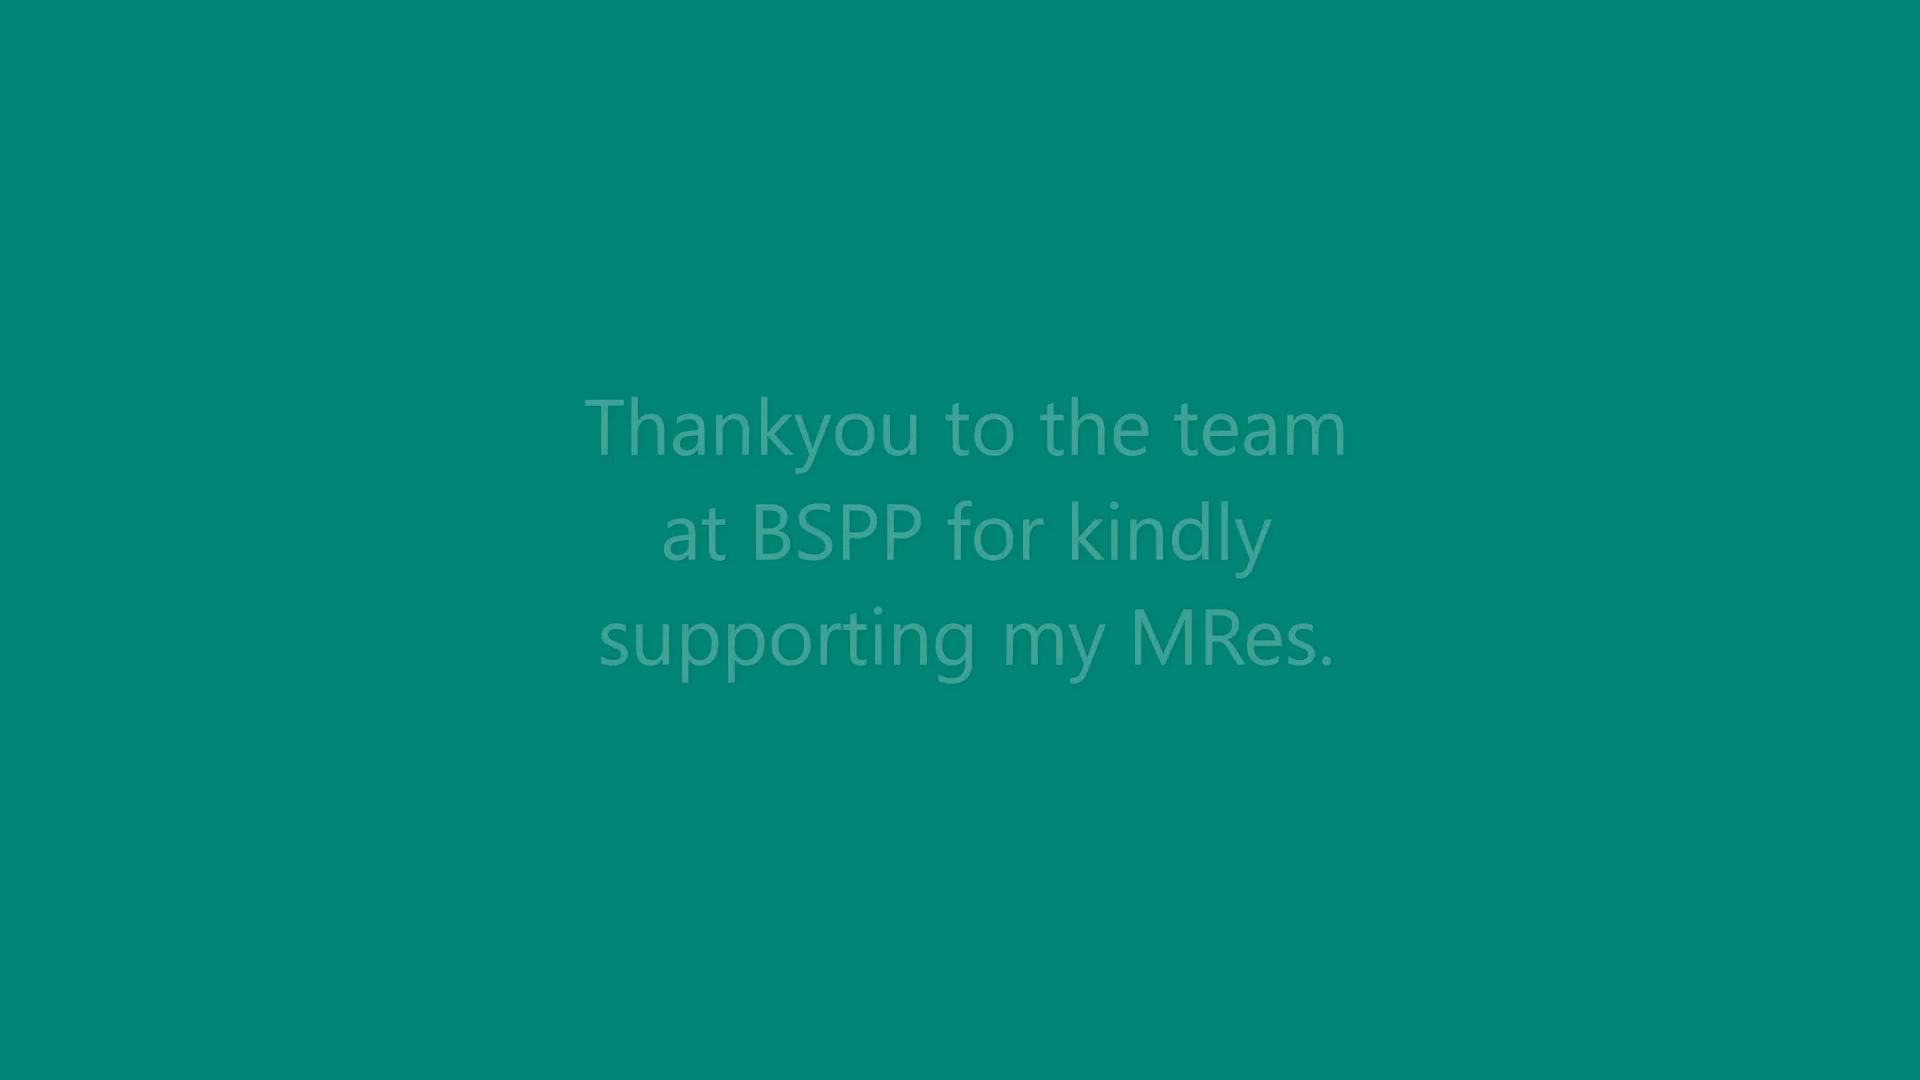 Thankyou to the team
at BSPP for kindly
supporting my MRes.